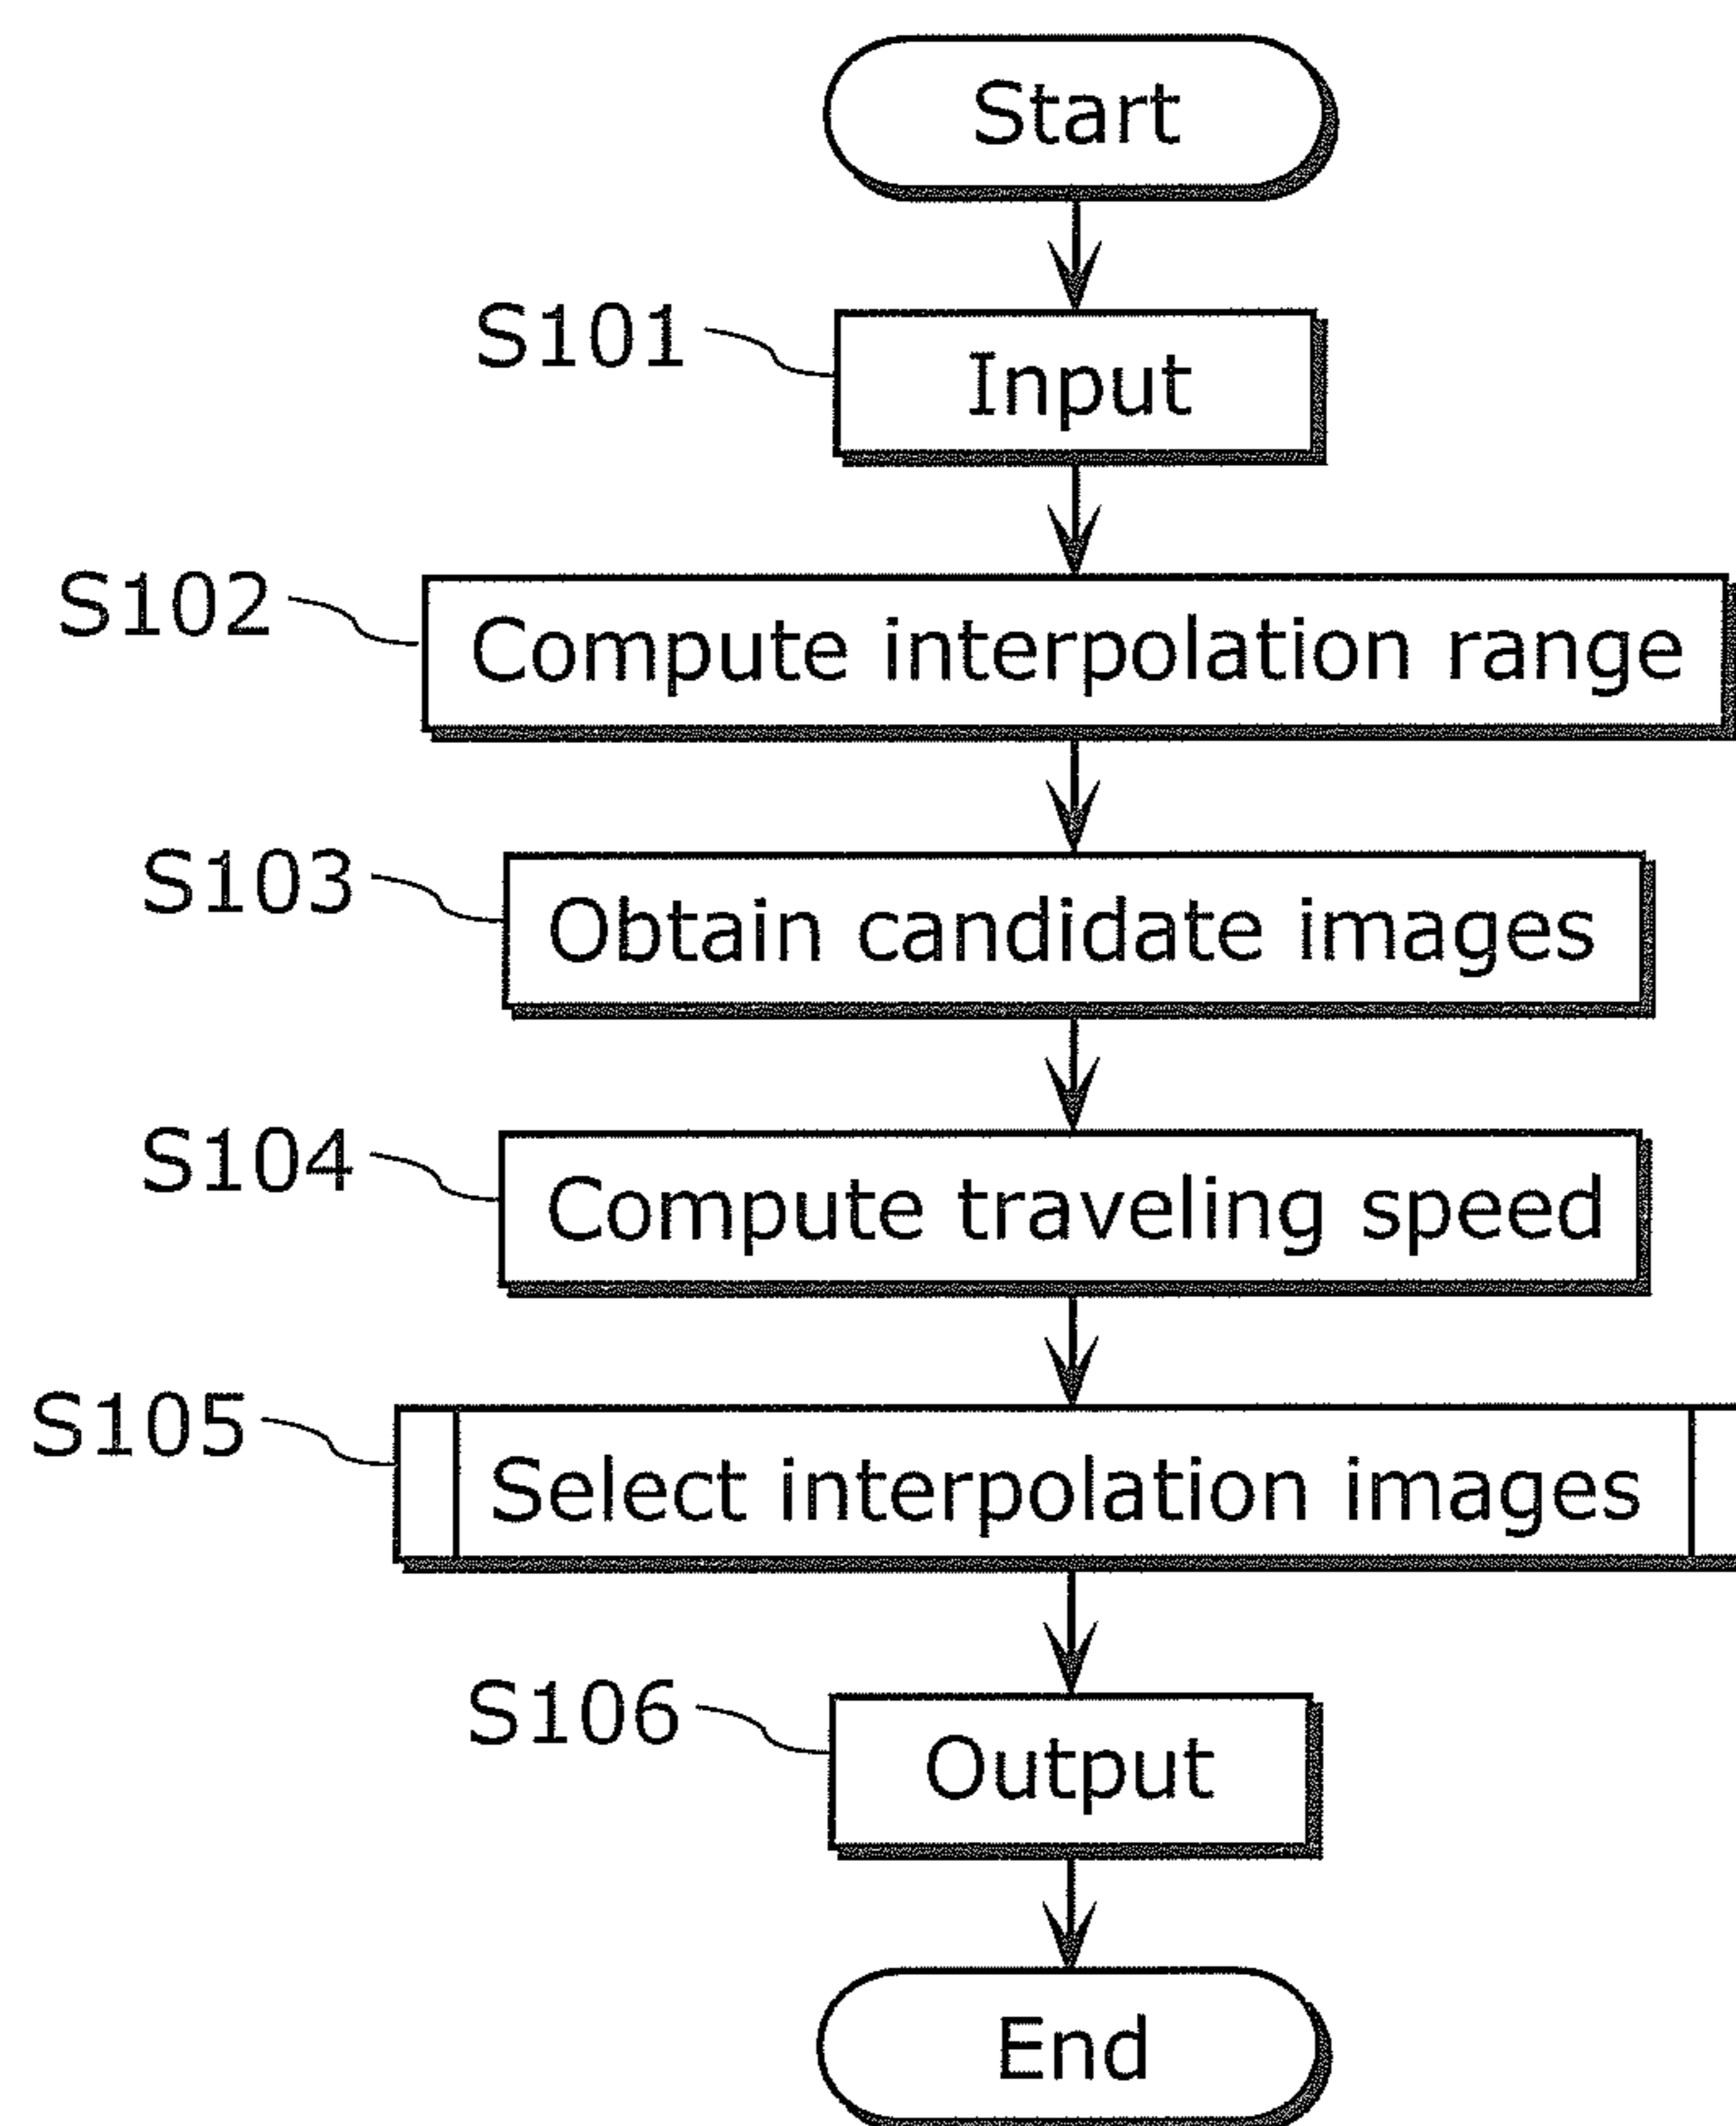 Start
S101
Input
S102
Compute interpolation range
S103
Obtain candidate images
S104
Compute traveling speed
S105
Select interpolation images
S106
Output
End